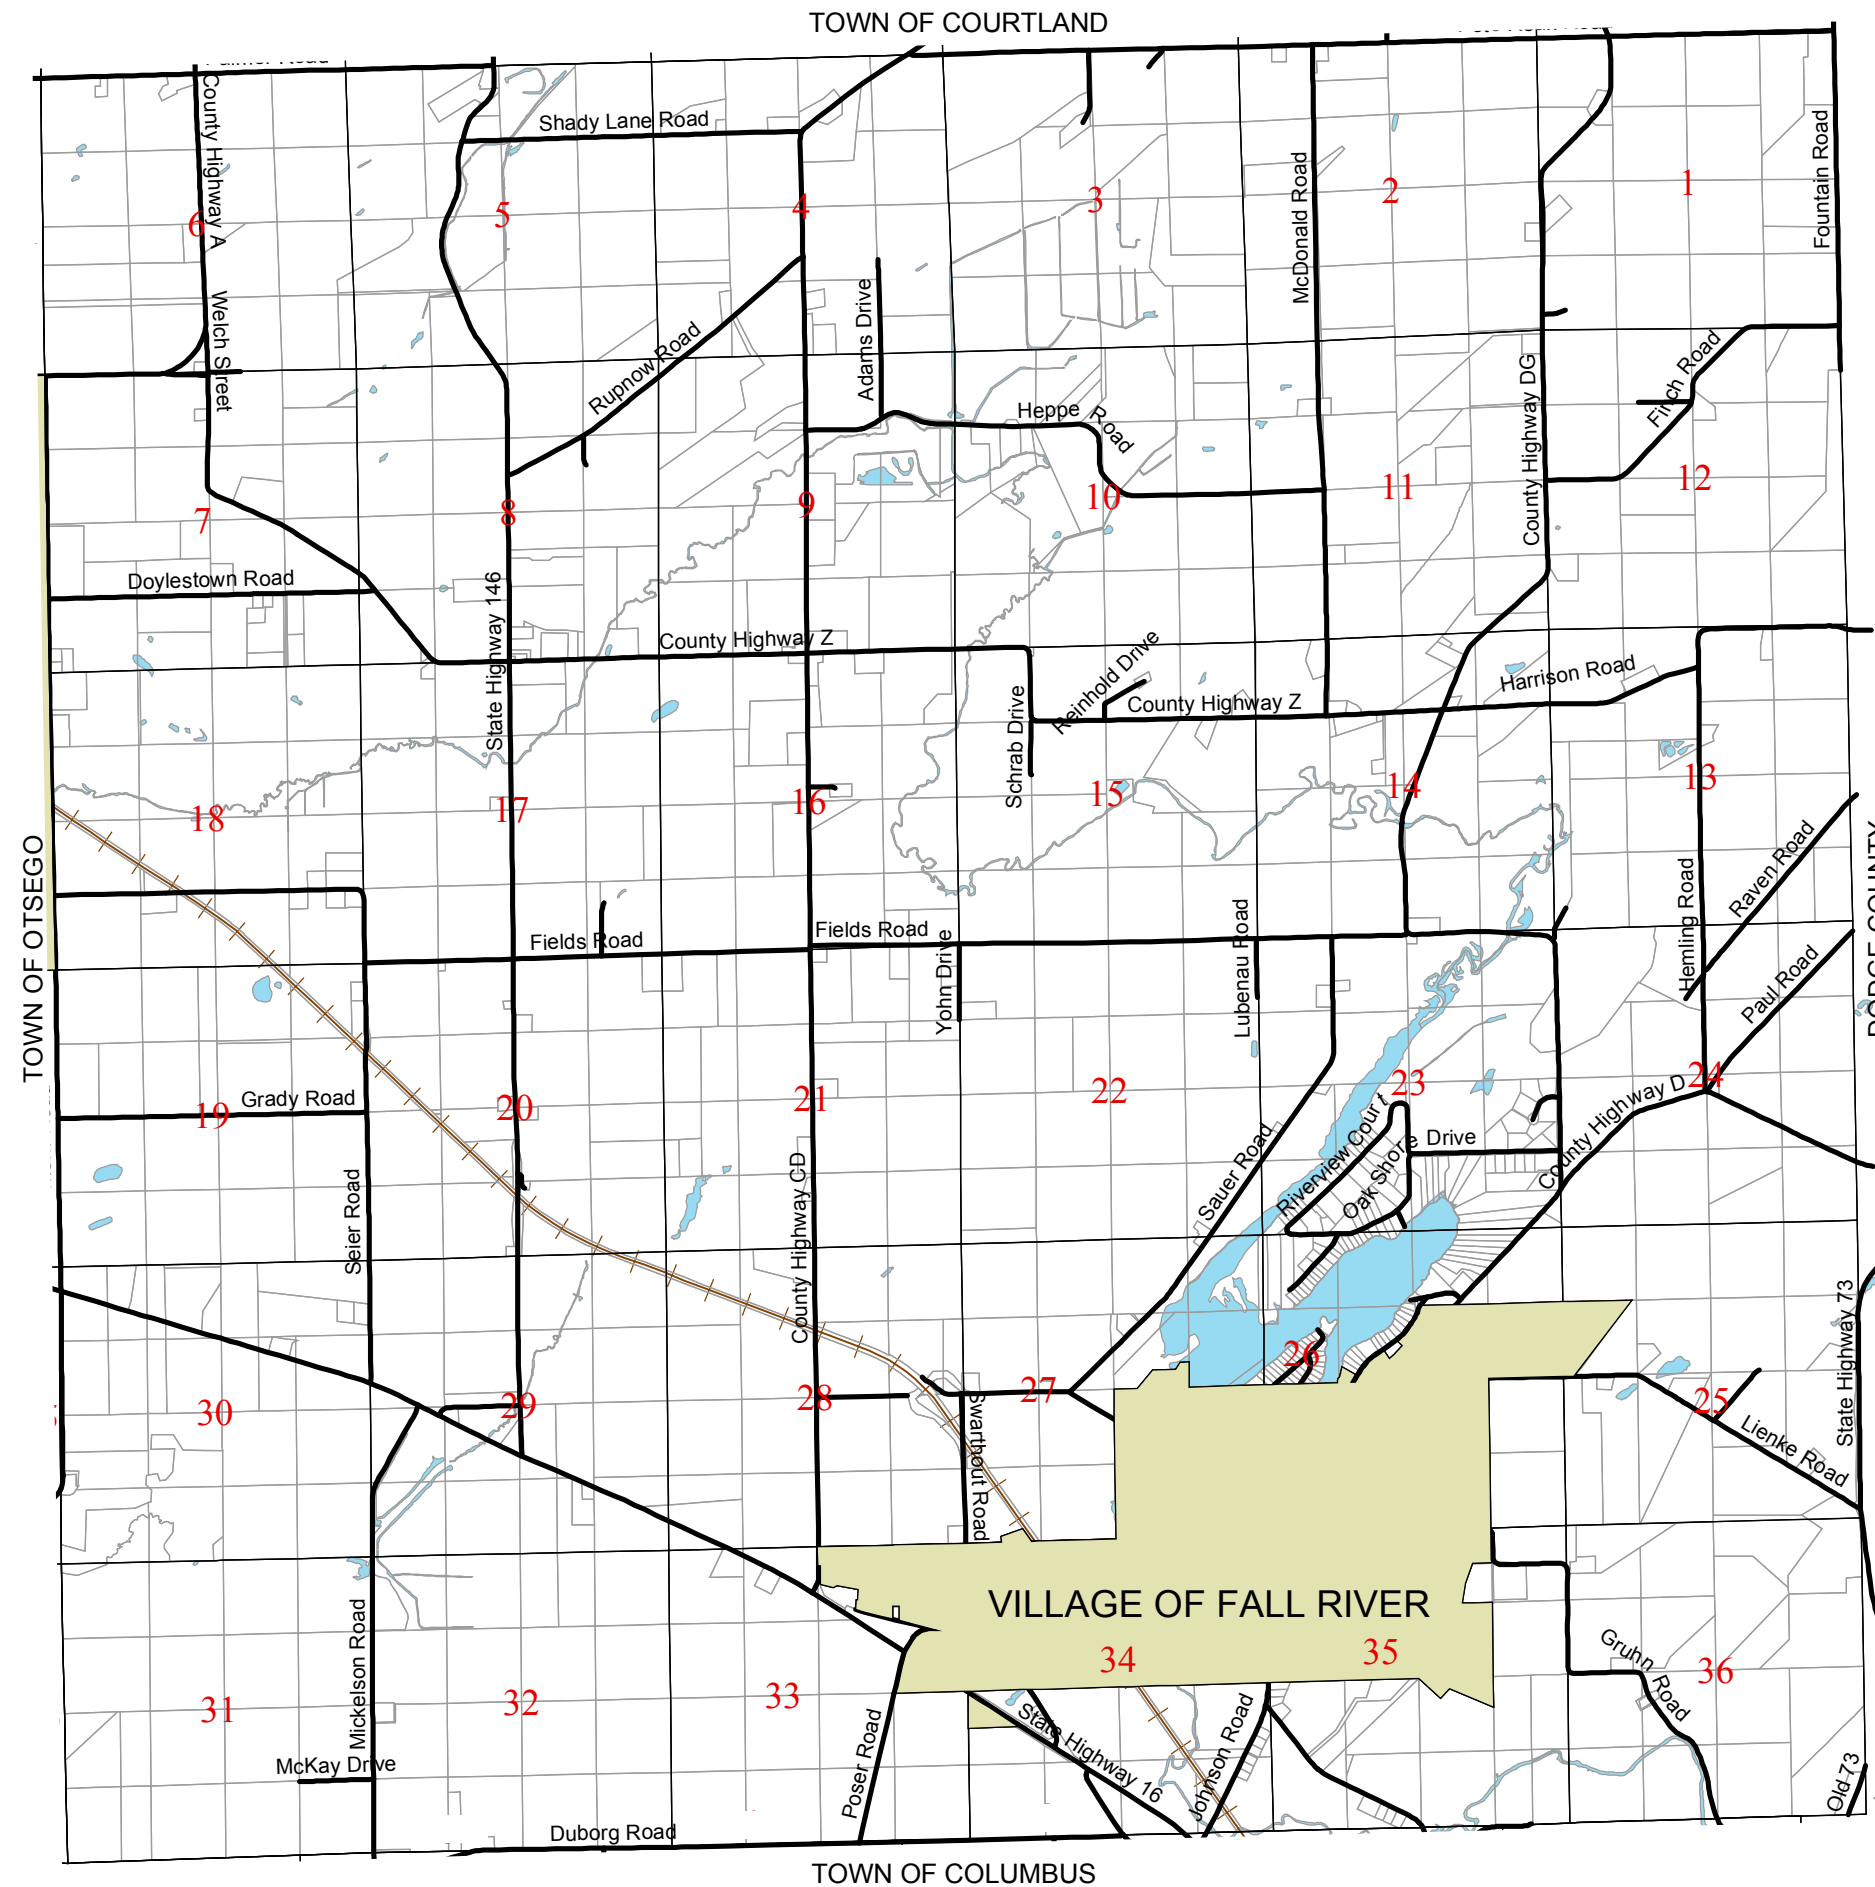 TOWN OF COURTLAND
County Highway A
Shady Lane Road
McDonald Road
Fountain Road
6
5
4
3
2
1
Welch Street
Rupnow Road
Adams Drive
Heppe Road
County Highway DG
Finch Road
7
8
9
10
11
12
Doylestown Road
State Highway 146
County Highway Z
Schrab Drive
Reinhold Drive
County Highway Z
Harrison Road
18
17
16
15
14
13
TOWN OF OTSEGO
Fields Road
Fields Road
Yohn Drive
Lubenau Road
Hemling Road
Raven Road
Paul Road
DODGE COUNTY
19
Grady Road
20
21
22
23
24
Seier Road
County Highway CD
Sauer Road
Riverview Court
Oak Shore Drive
County Highway D
State Highway 73
30
29
28
27
26
25
Swarthout Road
Lienke Road
VILLAGE OF FALL RIVER
Mickelson Road
31
32
33
34
35
36
Gruhn Road
McKay Drive
Poser Road
State Highway 16
Johnson Road
Old 73
Duborg Road
TOWN OF COLUMBUS